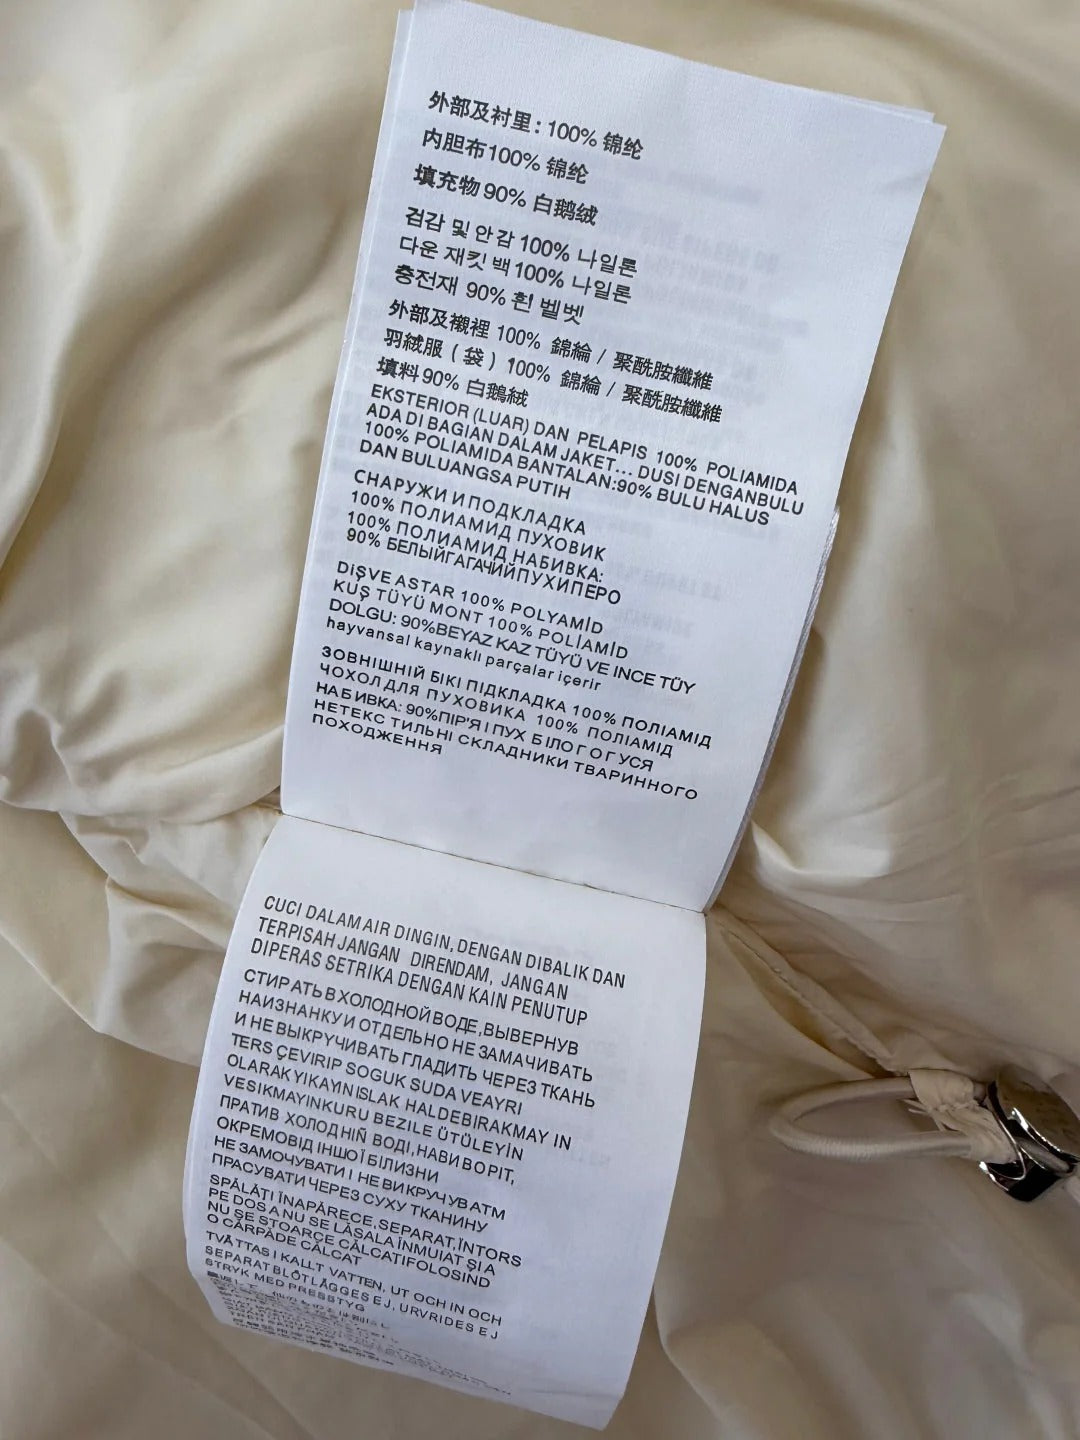 外部及衬里：100% 锦纶
内胆布100% 锦纶
填充物 90% 白鹅绒
검감 및 안감 100% 나일론
다운 재킷 백100% 나일론
충전재 90% 흰 벨벳
外部及襯裡 100% 錦綸 / 聚酰胺纖維
羽絨服 ( 袋 ) 100% 錦綸 / 聚酰胺纖維
填料 90% 白鵝絨
EKSTERIOR (LUAR) DAN PELAPIS 100% POLIAMIDA
ADA DI BAGIAN DALAM JAKET... DUSI DENGANBULU
100% POLIAMIDA BANTALAN:90% BULU HALUS
DAN BULUANGSA PUTIH
СНАРУЖИ И ПОДКЛАДКА
100% ПОЛИАМИД ПУХОВИК
100% ПОЛИАМИД НАБИВКА:
90% БЕЛЫЙГАГАЧИЙПУХИПЕРО
DiŞVE ASTAR 100% POLYAMİD
KUŞ TÜYÜ MONT 100% POLİAMİD
DOLGU: 90%BEYAZ KAZ TÜYÜ VE INCE TÜY
hayvansal kaynaklı parçalar içerir
ЗОВНІШНІЙ БІКІ ПІДКЛАДКА 100% ПОЛІАМІД
ЧОХОЛ ДЛЯ ПУХОВИКА 100% ПОЛІАМІД
НАБИВКА: 90%ПІР'Я І ПУХ БІЛОГО ГУСЯ
НЕТЕКСТИЛЬНІ СКЛАДНИКИ ТВАРИННОГО
ПОХОДЖЕННЯ
CUCI DALAM AIR DINGIN, DENGAN DIBALIK DAN
TERPISAH JANGAN DIRENDAM, JANGAN
DIPERAS SETRIKA DENGAN KAIN PENUTUP
СТИРАТЬ В ХОЛОДНОЙ ВОДЕ, ВЫВЕРНУВ
НАИЗНАНКУ И ОТДЕЛЬНО НЕ ЗАМАЧИВАТЬ
И НЕ ВЫКРУЧИВАТЬ ГЛАДИТЬ ЧЕРЕЗ ТКАНЬ
TERS ÇEVIRIP SOGUK SUDA VEAYRI
OLARAK YIKAYIN ISLAK HALDEBIRAKMAY IN
VESIKMAYINKURU BEZILE ÜTÜLEYİN
ПРАТИВ ХОЛОДНІЙ ВОДІ, НАВИВОРІТ,
ОКРЕМОВІД ІНШОЇ БІЛИЗНИ
НЕ ЗАМОЧУВАТИ І НЕ ВИКРУЧУВАТМ
ПРАСУВАТИ ЧЕРЕЗ СУХУ ТКАНИНУ
SPĂLĂȚI ÎNAPĂRECE, SEPARAT, ÎNTORS
PE DOS A NU SE LĂSALA ÎNMUIAT ȘI A
NU SE STOARCE CĂLCATIFOLOSIND
O CÂRPĂDE CĂLCAT
TVÄTTAS I KALLT VATTEN, UT OCH IN OCH
SEPARAT BLÖTLÄGGES EJ, URVRIDES EJ
STRYK MED PRESSTYG